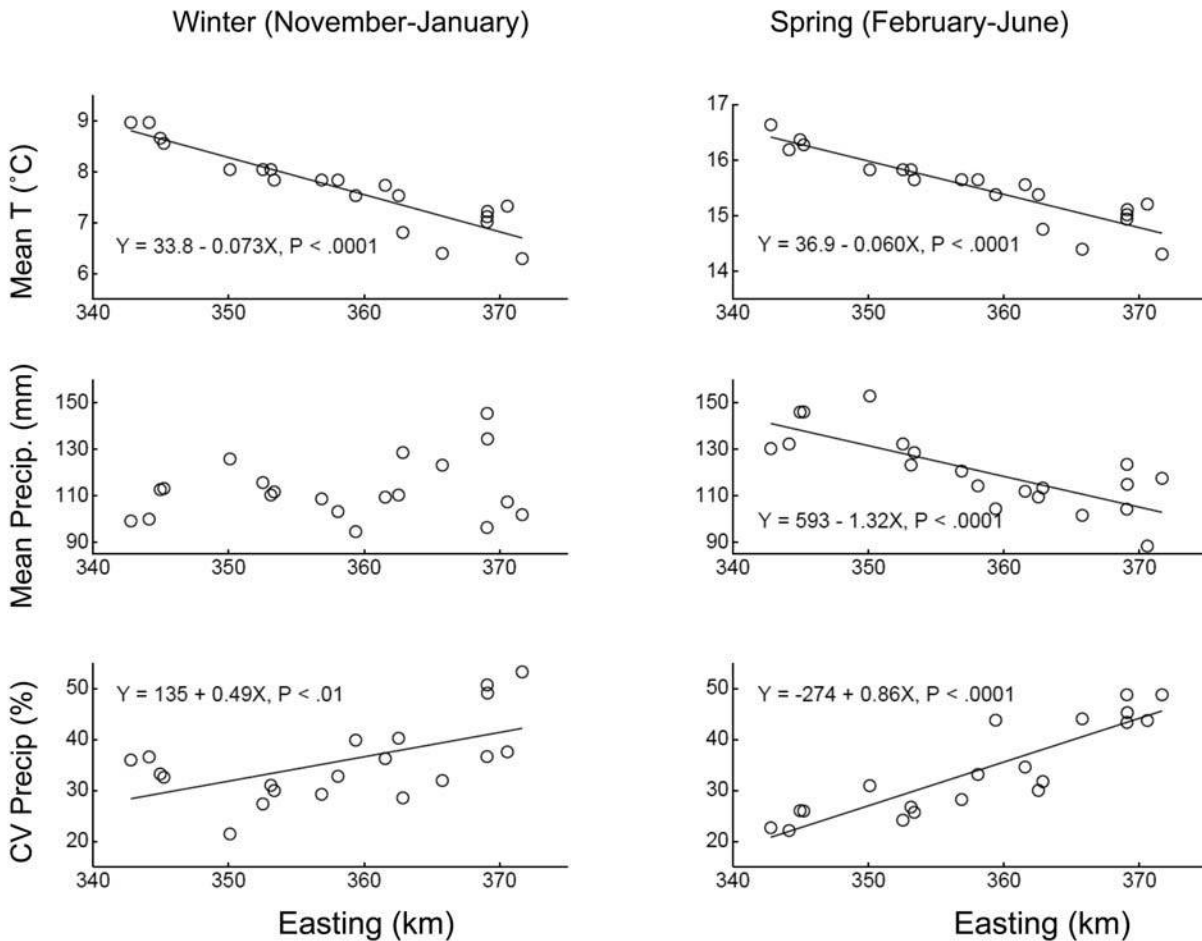 Winter (November-January)
Spring (February-June)
Mean T (˚C)
9
8
7
6
Y = 33.8 - 0.073X, P < .0001
340 350 360 370
17
16
15
14
Y = 36.9 - 0.060X, P < .0001
340 350 360 370
Mean Precip. (mm)
150
130
110
90
340 350 360 370
150
130
110
90
Y = 593 - 1.32X, P < .0001
340 350 360 370
CV Precip (%)
50
40
30
20
Y = 135 + 0.49X, P < .01
340 350 360 370
Easting (km)
50
40
30
20
Y = -274 + 0.86X, P < .0001
340 350 360 370
Easting (km)